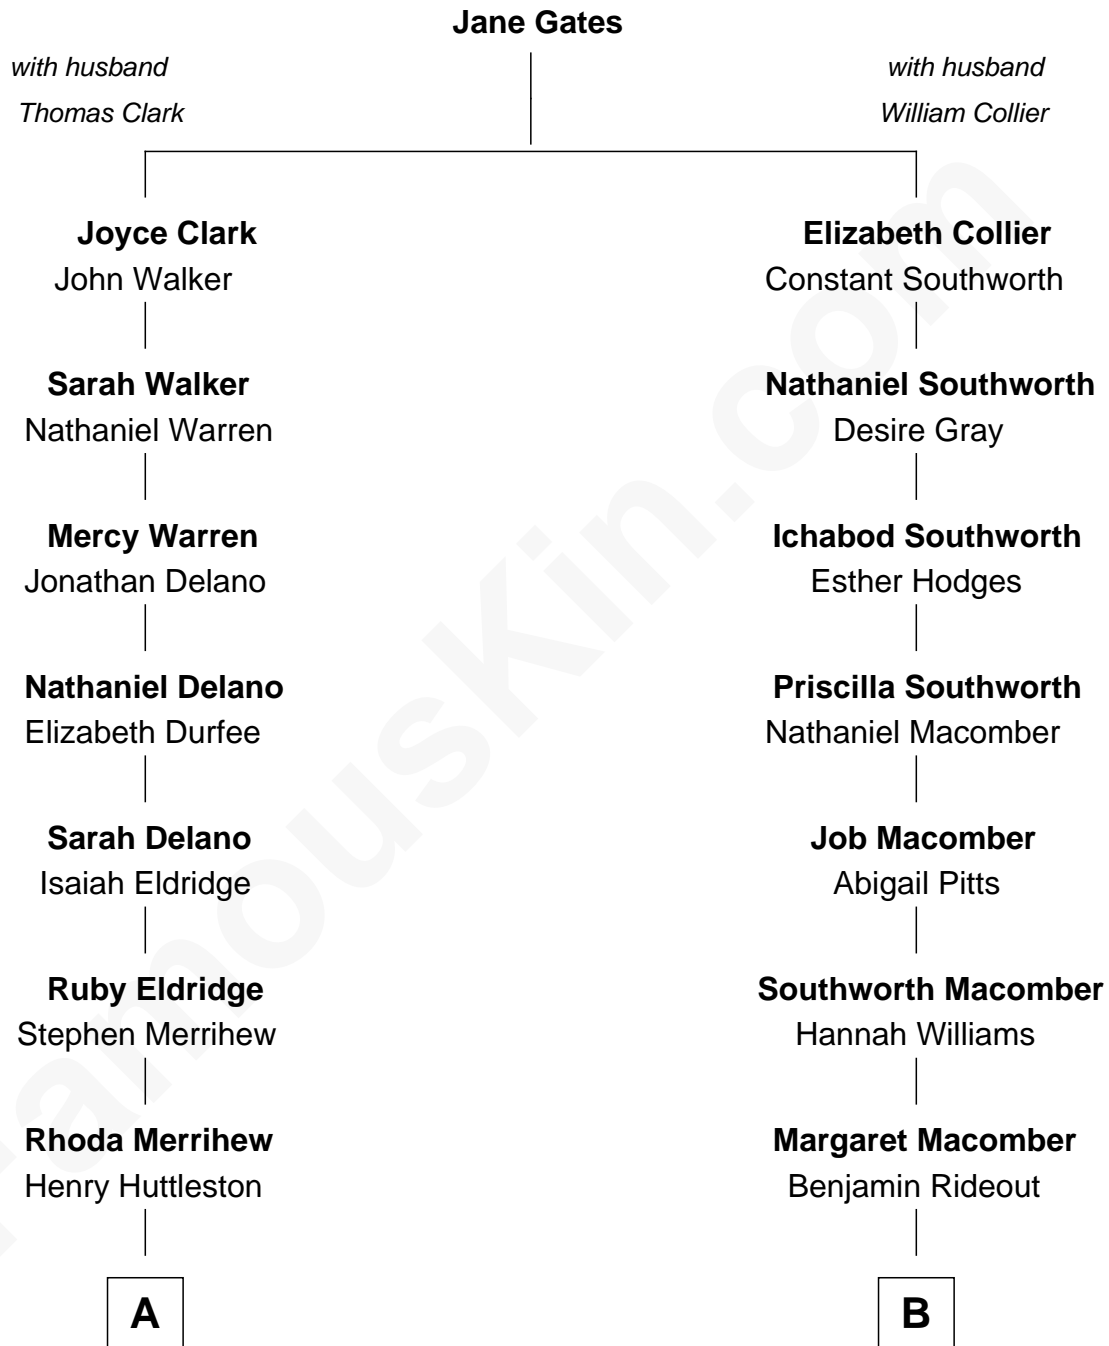 Jane Gates
with husband
Thomas Clark
with husband
William Collier
Joyce Clark
John Walker
Sarah Walker
Nathaniel Warren
Mercy Warren
Jonathan Delano
Nathaniel Delano
Elizabeth Durfee
Sarah Delano
Isaiah Eldridge
Ruby Eldridge
Stephen Merrihew
Rhoda Merrihew
Henry Huttleston
A
Elizabeth Collier
Constant Southworth
Nathaniel Southworth
Desire Gray
Ichabod Southworth
Esther Hodges
Priscilla Southworth
Nathaniel Macomber
Job Macomber
Abigail Pitts
Southworth Macomber
Hannah Williams
Margaret Macomber
Benjamin Rideout
B
FamousKin.com